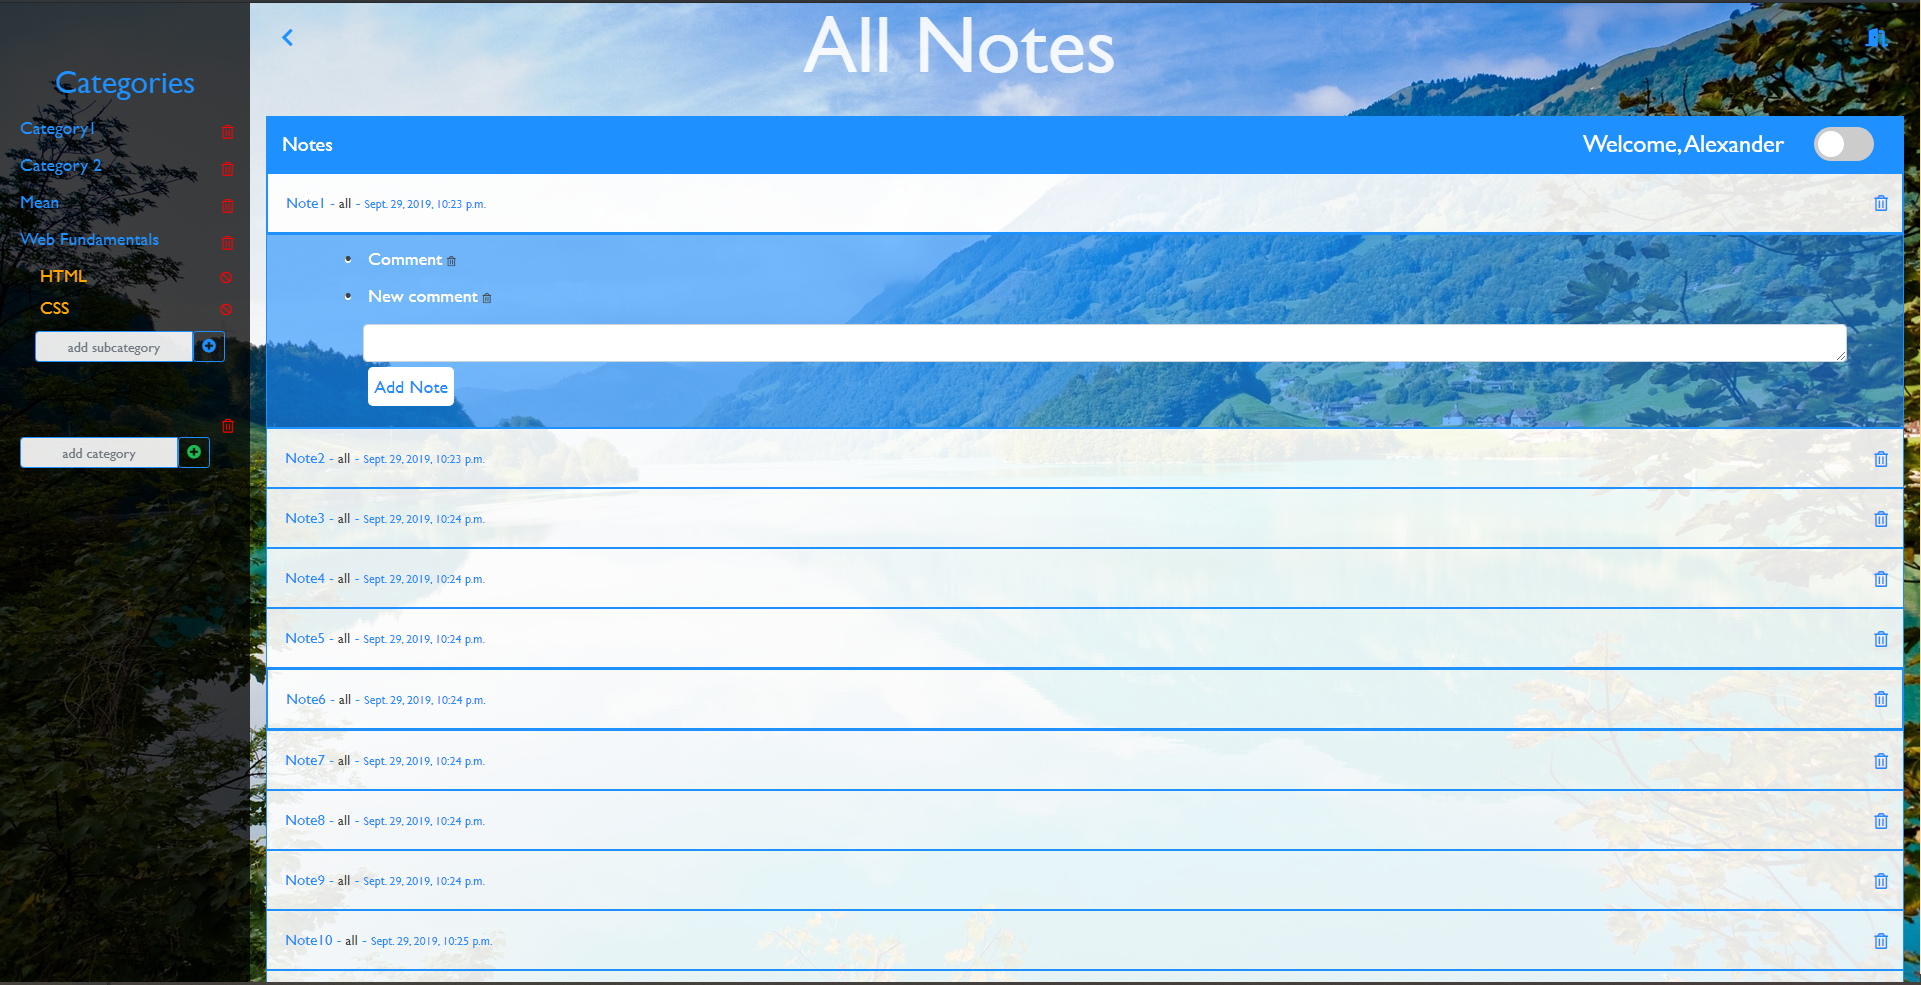 All Notes
Categories
Category1
Category 2
Mean
Web Fundamentals
HTML
CSS
add subcategory
add category
Notes
Welcome, Alexander
Note1 - all - Sept. 29, 2019, 10:23 p.m.
Comment
New comment
Add Note
Note2 - all - Sept. 29, 2019, 10:23 p.m.
Note3 - all - Sept. 29, 2019, 10:24 p.m.
Note4 - all - Sept. 29, 2019, 10:24 p.m.
Note5 - all - Sept. 29, 2019, 10:24 p.m.
Note6 - all - Sept. 29, 2019, 10:24 p.m.
Note7 - all - Sept. 29, 2019, 10:24 p.m.
Note8 - all - Sept. 29, 2019, 10:24 p.m.
Note9 - all - Sept. 29, 2019, 10:24 p.m.
Note10 - all - Sept. 29, 2019, 10:25 p.m.